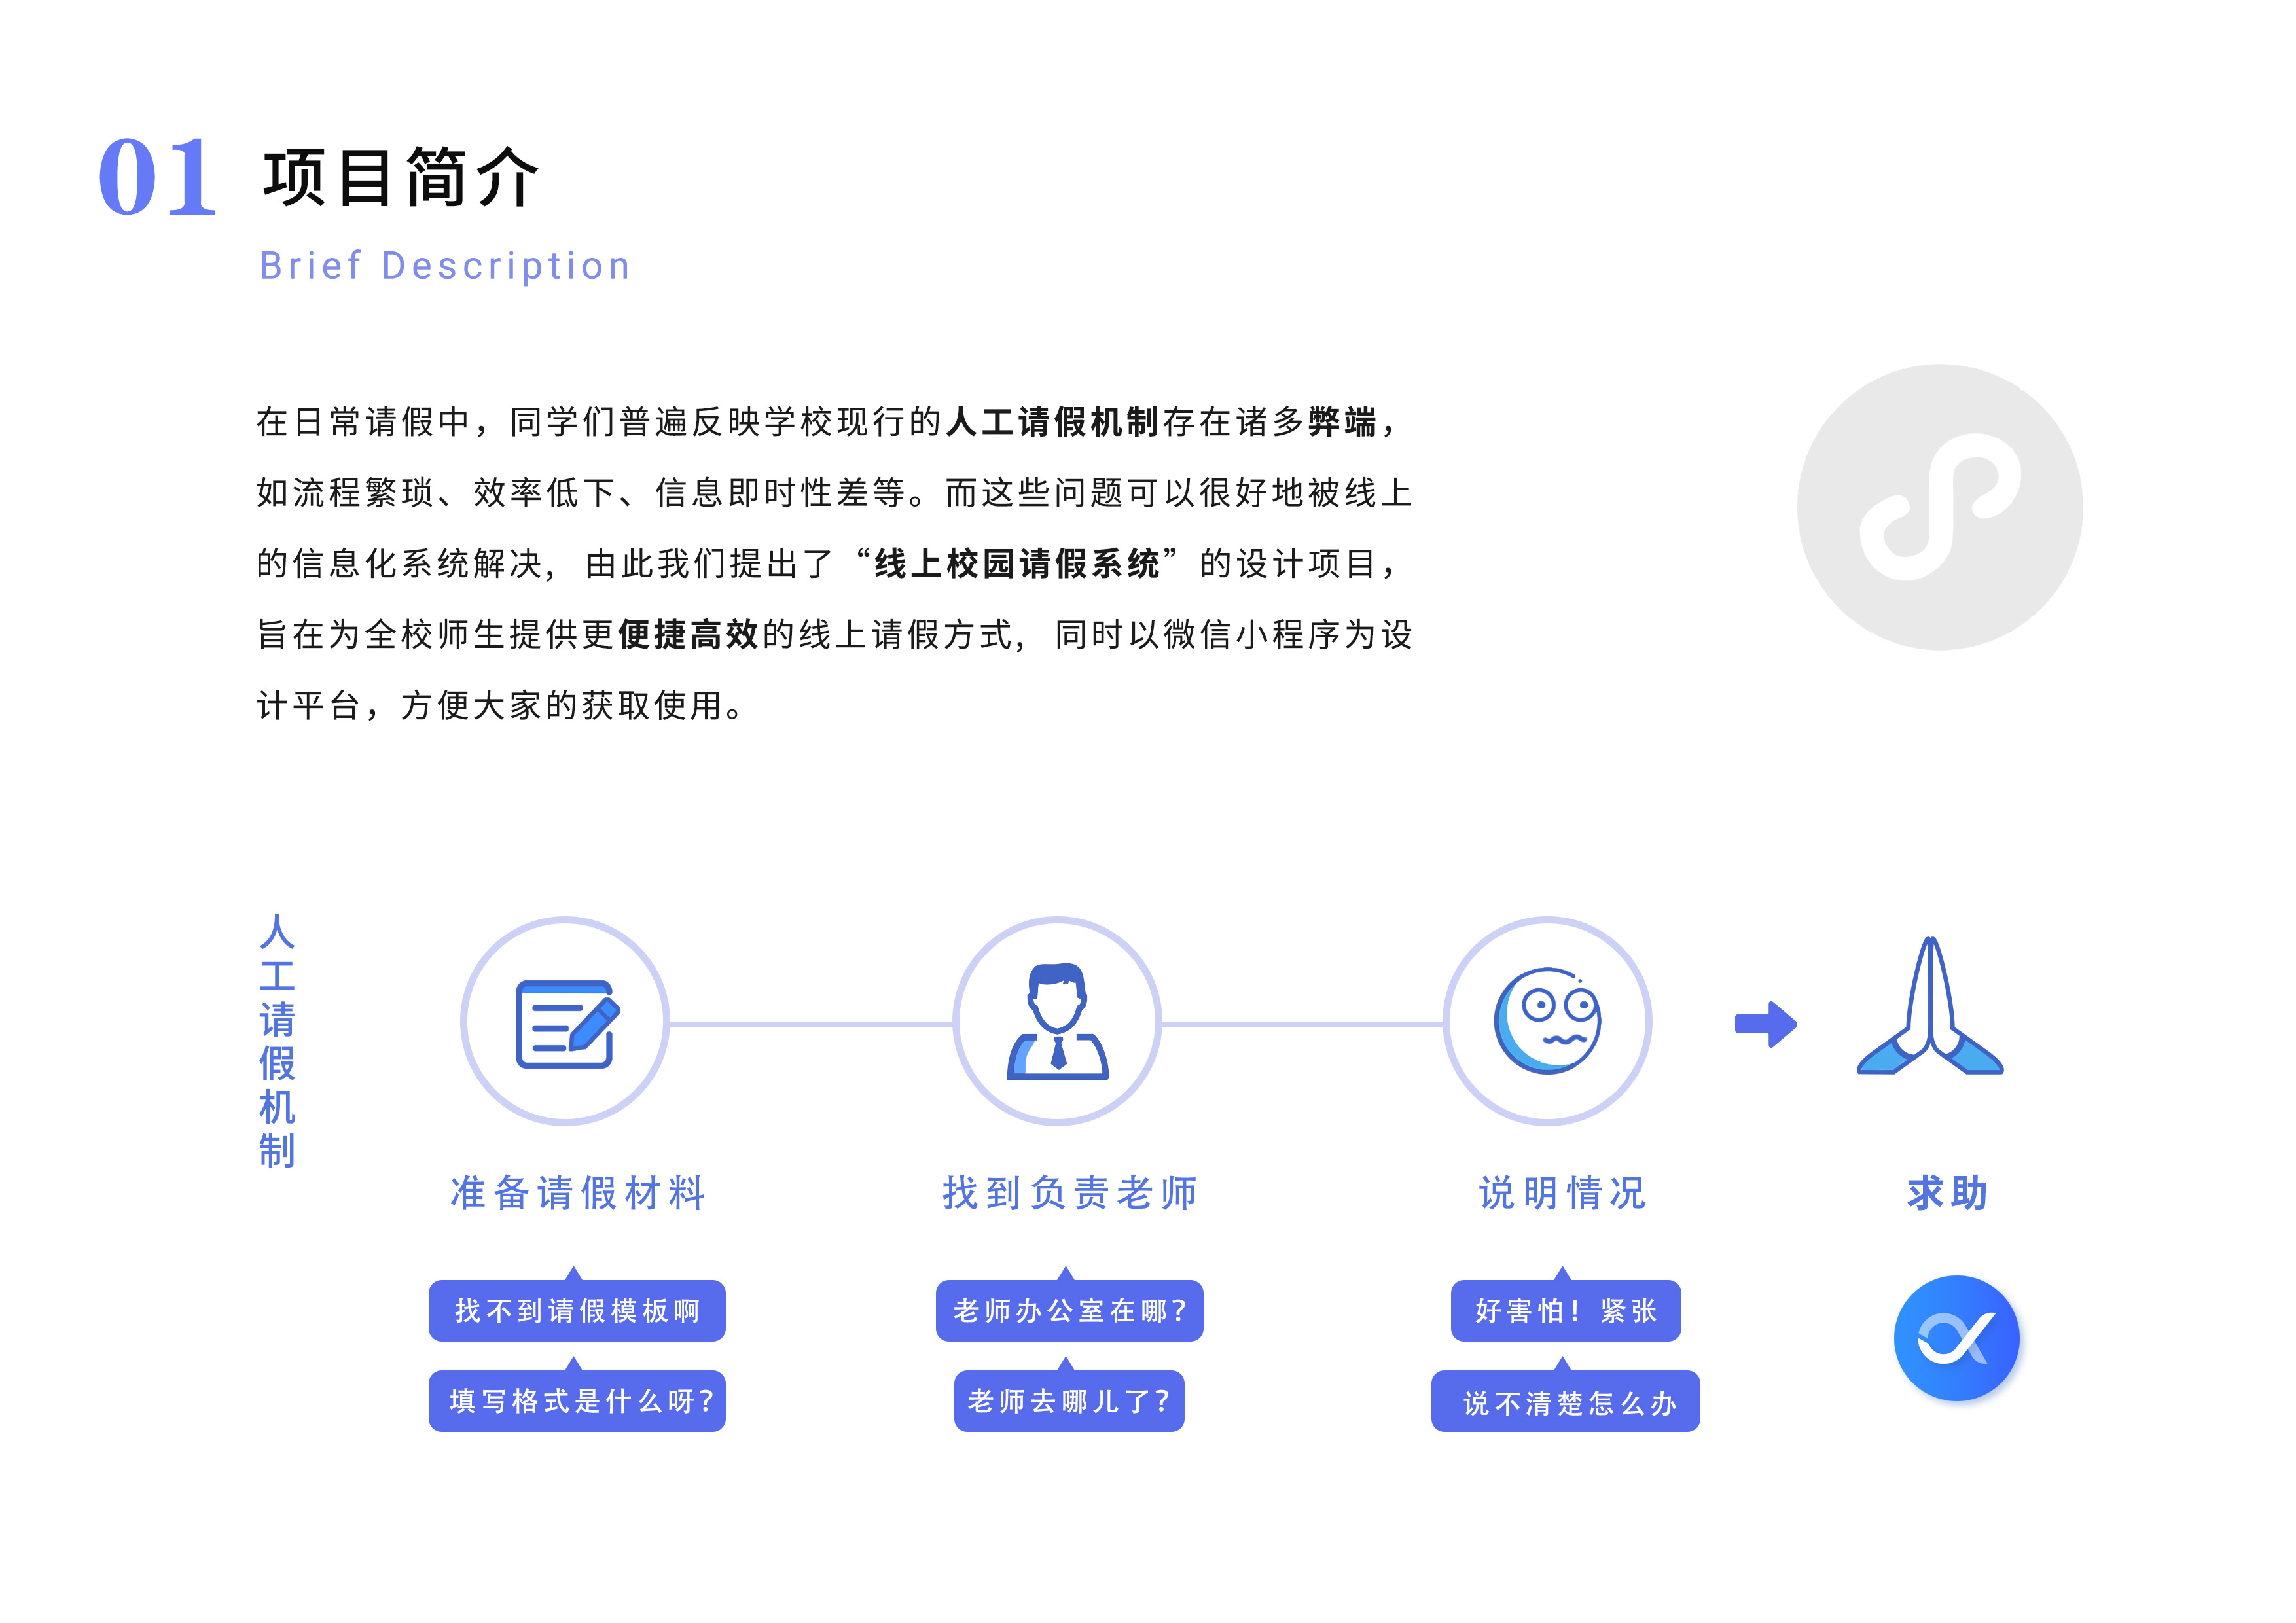 01 项目简介
Brief Description
在日常请假中，同学们普遍反映学校现行的人工请假机制存在诸多弊端，
如流程繁琐、效率低下、信息即时性差等。而这些问题可以很好地被线上
的信息化系统解决， 由此我们提出了“线上校园请假系统”的设计项目，
旨在为全校师生提供更便捷高效的线上请假方式， 同时以微信小程序为设
计平台，方便大家的获取使用。
人工请假机制
准备请假材料
找到负责老师
说明情况
求助
找不到请假模板啊
老师办公室在哪？
好害怕！紧张
填写格式是什么呀？
老师去哪儿了？
说不清楚怎么办